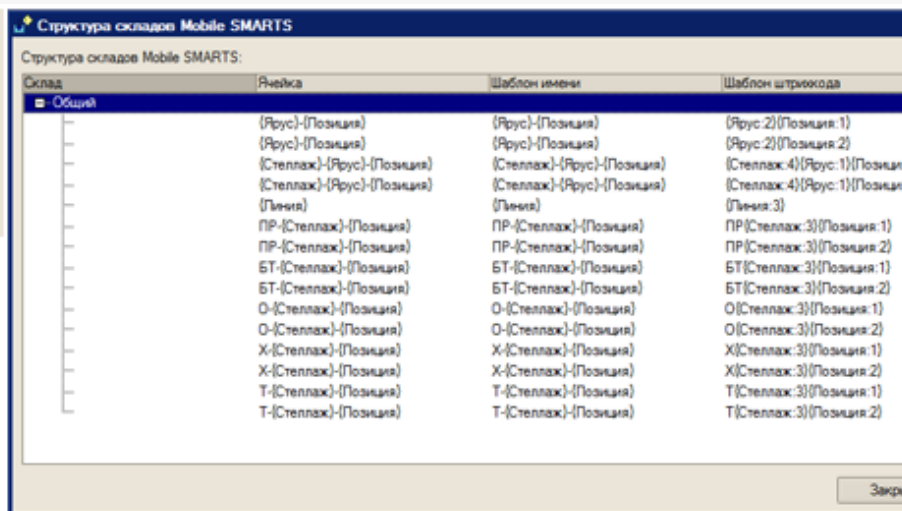 Структура складов Mobile SMARTS
Структура складов Mobile SMARTS:
Склад Ячейка Шаблон имени Шаблон штрихкода
Общий
{Ярус}-{Позиция} {Ярус}-{Позиция} {Ярус:2}{Позиция:1}
{Ярус}-{Позиция} {Ярус}-{Позиция} {Ярус:2}{Позиция:2}
{Стеллаж}-{Ярус}-{Позиция} {Стеллаж}-{Ярус}-{Позиция} {Стеллаж:4}{Ярус:1}{Позици
{Стеллаж}-{Ярус}-{Позиция} {Стеллаж}-{Ярус}-{Позиция} {Стеллаж:4}{Ярус:1}{Позици
{Линия} {Линия} {Линия:3}
ПР-{Стеллаж}-{Позиция} ПР-{Стеллаж}-{Позиция} ПР{Стеллаж:3}{Позиция:1}
ПР-{Стеллаж}-{Позиция} ПР-{Стеллаж}-{Позиция} ПР{Стеллаж:3}{Позиция:2}
БТ-{Стеллаж}-{Позиция} БТ-{Стеллаж}-{Позиция} БТ{Стеллаж:3}{Позиция:1}
БТ-{Стеллаж}-{Позиция} БТ-{Стеллаж}-{Позиция} БТ{Стеллаж:3}{Позиция:2}
О-{Стеллаж}-{Позиция} О-{Стеллаж}-{Позиция} О{Стеллаж:3}{Позиция:1}
О-{Стеллаж}-{Позиция} О-{Стеллаж}-{Позиция} О{Стеллаж:3}{Позиция:2}
Х-{Стеллаж}-{Позиция} Х-{Стеллаж}-{Позиция} Х{Стеллаж:3}{Позиция:1}
Х-{Стеллаж}-{Позиция} Х-{Стеллаж}-{Позиция} Х{Стеллаж:3}{Позиция:2}
Т-{Стеллаж}-{Позиция} Т-{Стеллаж}-{Позиция} Т{Стеллаж:3}{Позиция:1}
Т-{Стеллаж}-{Позиция} Т-{Стеллаж}-{Позиция} Т{Стеллаж:3}{Позиция:2}
Закр